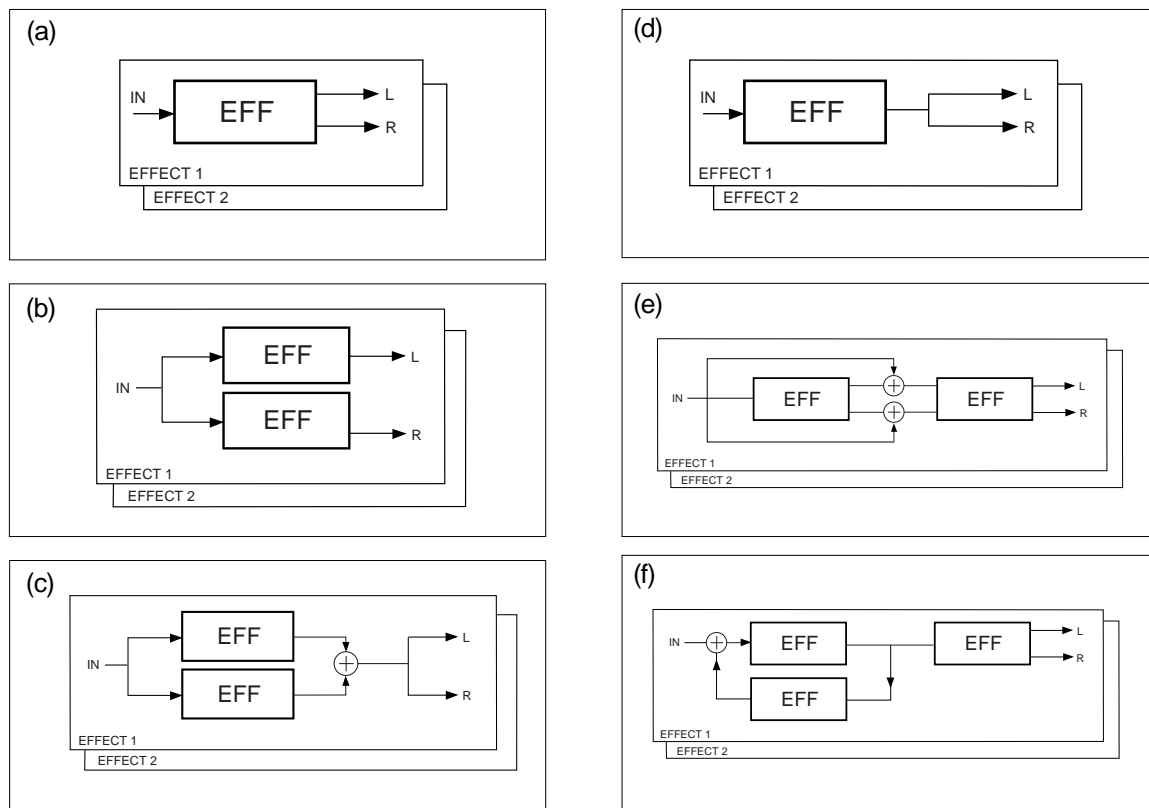 (a)
IN
EFF
L
R
EFFECT 1
EFFECT 2
(b)
IN
EFF
L
EFF
R
EFFECT 1
EFFECT 2
(c)
IN
EFF
L
EFF
R
EFFECT 1
EFFECT 2
(d)
IN
EFF
L
R
EFFECT 1
EFFECT 2
(e)
IN
EFF
EFF
L
R
EFFECT 1
EFFECT 2
(f)
IN
EFF
EFF
L
R
EFF
EFFECT 1
EFFECT 2